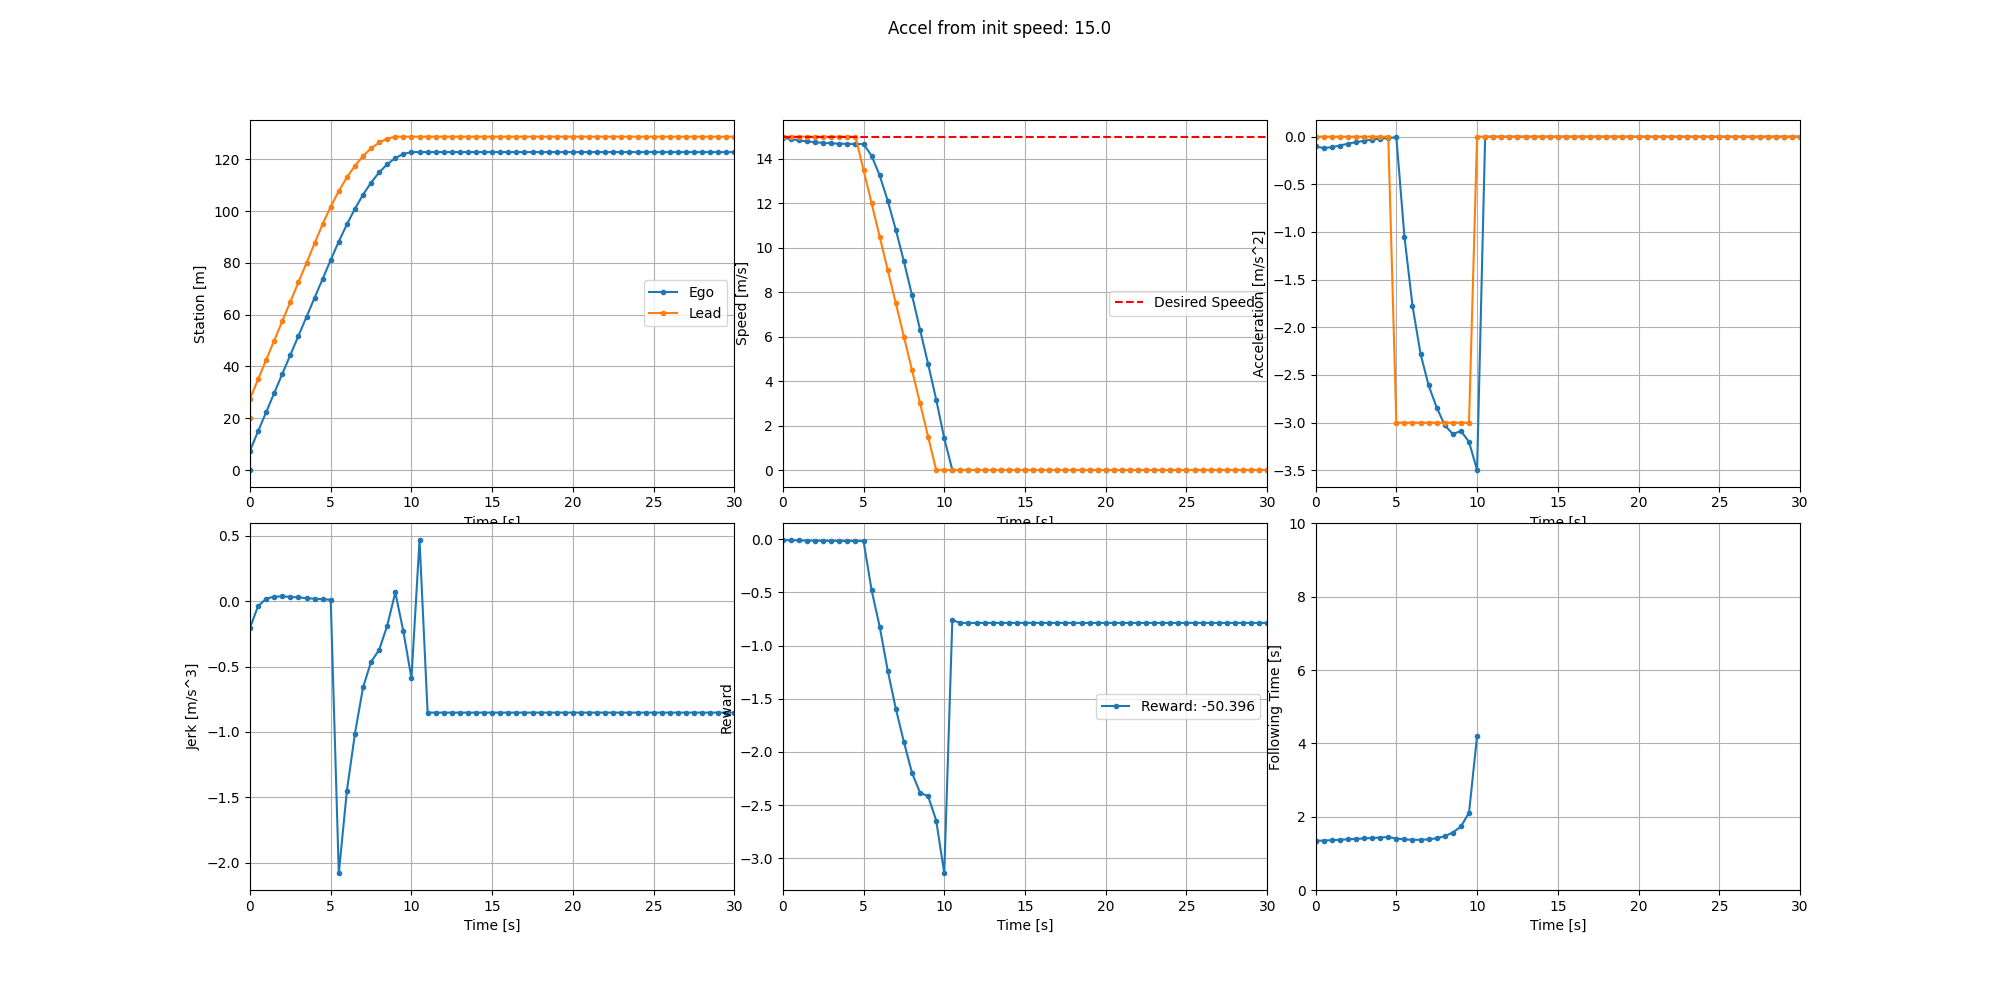 Accel from init speed: 15.0
Station [m]
120
100
80
60
40
20
0
Ego
Lead
0 5 10 15 20 25 30
Time [s]
Speed [m/s]
14
12
10
8
6
4
2
0
Desired Speed
0 5 10 15 20 25 30
Time [s]
Acceleration [m/s^2]
0.0
−0.5
−1.0
−1.5
−2.0
−2.5
−3.0
−3.5
0 5 10 15 20 25 30
Time [s]
Jerk [m/s^3]
0.5
0.0
−0.5
−1.0
−1.5
−2.0
0 5 10 15 20 25 30
Time [s]
Reward
0.0
−0.5
−1.0
−1.5
−2.0
−2.5
−3.0
Reward: -50.396
0 5 10 15 20 25 30
Time [s]
Following Time [s]
10
8
6
4
2
0
0 5 10 15 20 25 30
Time [s]